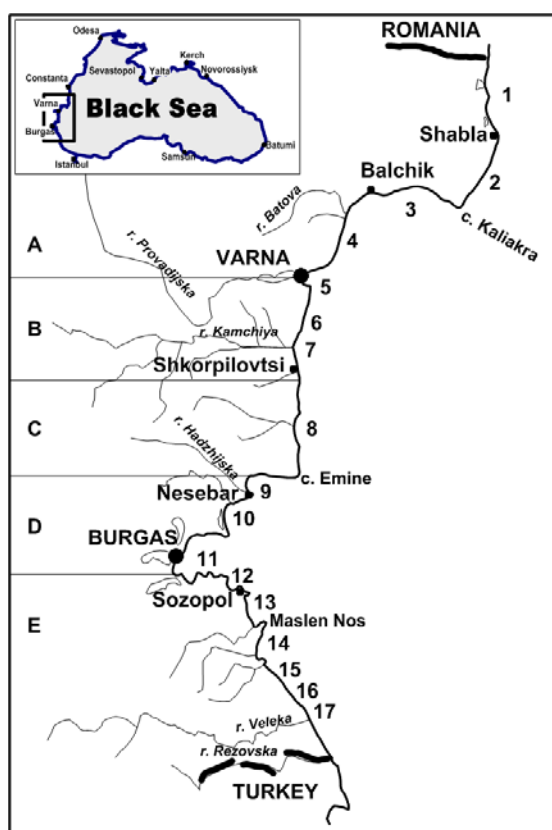 Odesa
Kerch
Sevastopol
Yalta
Novorossiysk
Constanta
Varna
Black Sea
Burgas
Batumi
Samsun
Istanbul
ROMANIA
1
Shabla
2
Balchik
3
c. Kaliakra
r. Batova
4
A
r. Provadijska
VARNA
5
B
6
r. Kamchiya
7
Shkorpilovtsi
C
8
r. Hadzhijska
c. Emine
Nesebar
9
10
D
BURGAS
11
12
Sozopol
13
E
Maslen Nos
14
15
16
17
r. Veleka
r. Rezovska
TURKEY